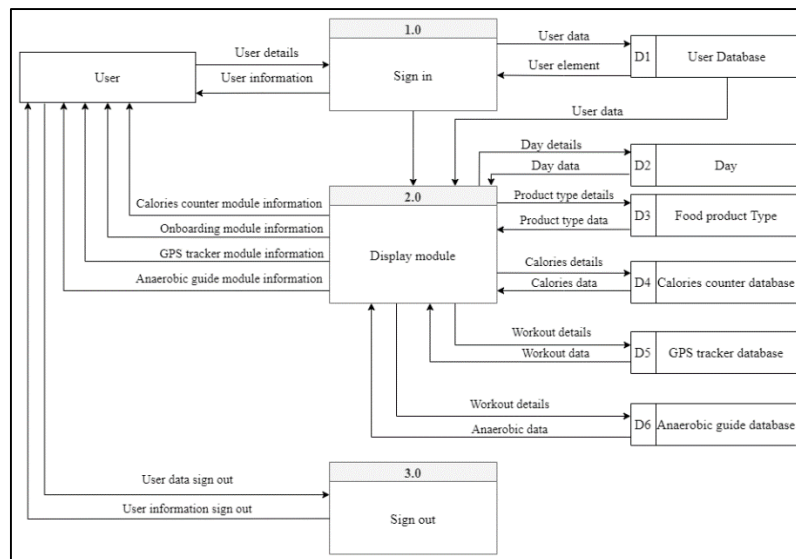 1.0
User details
User data
User
Sign in
D1
User Database
User information
User element
User data
Day details
Day data
D2
Day
2.0
Product type details
Calories counter module information
D3
Food product Type
Product type data
Onboarding module information
GPS tracker module information
Display module
Calories details
Anaerobic guide module information
Calories data
D4
Calories counter database
Workout details
Workout data
D5
GPS tracker database
Workout details
Anaerobic data
D6
Anaerobic guide database
3.0
User data sign out
User information sign out
Sign out